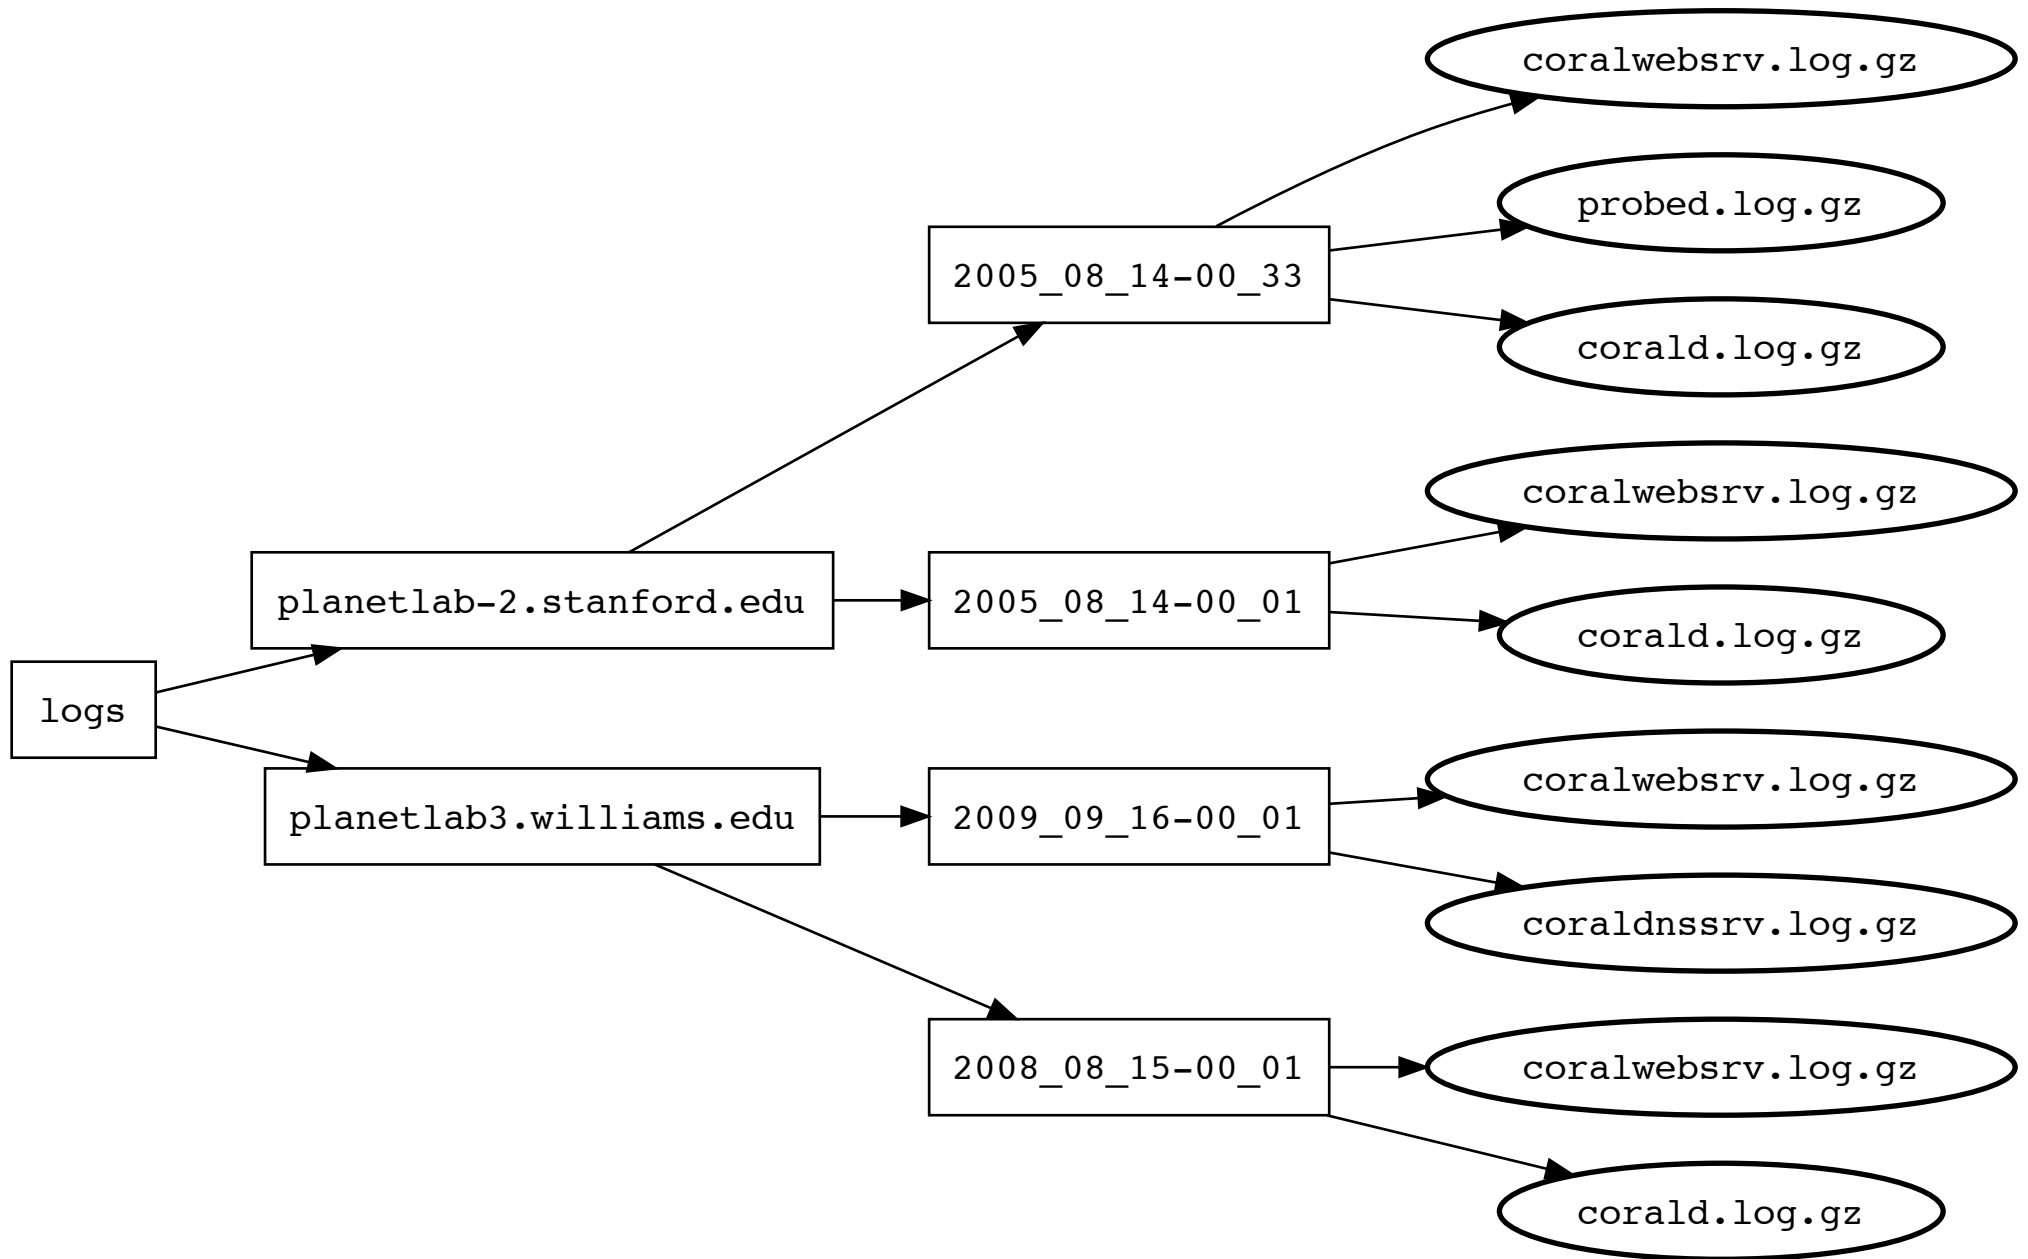 logs
planetlab-2.stanford.edu
planetlab3.williams.edu
2005_08_14-00_33
2005_08_14-00_01
2009_09_16-00_01
2008_08_15-00_01
coralwebsrv.log.gz
probed.log.gz
corald.log.gz
coralwebsrv.log.gz
corald.log.gz
coralwebsrv.log.gz
coraldnssrv.log.gz
coralwebsrv.log.gz
corald.log.gz